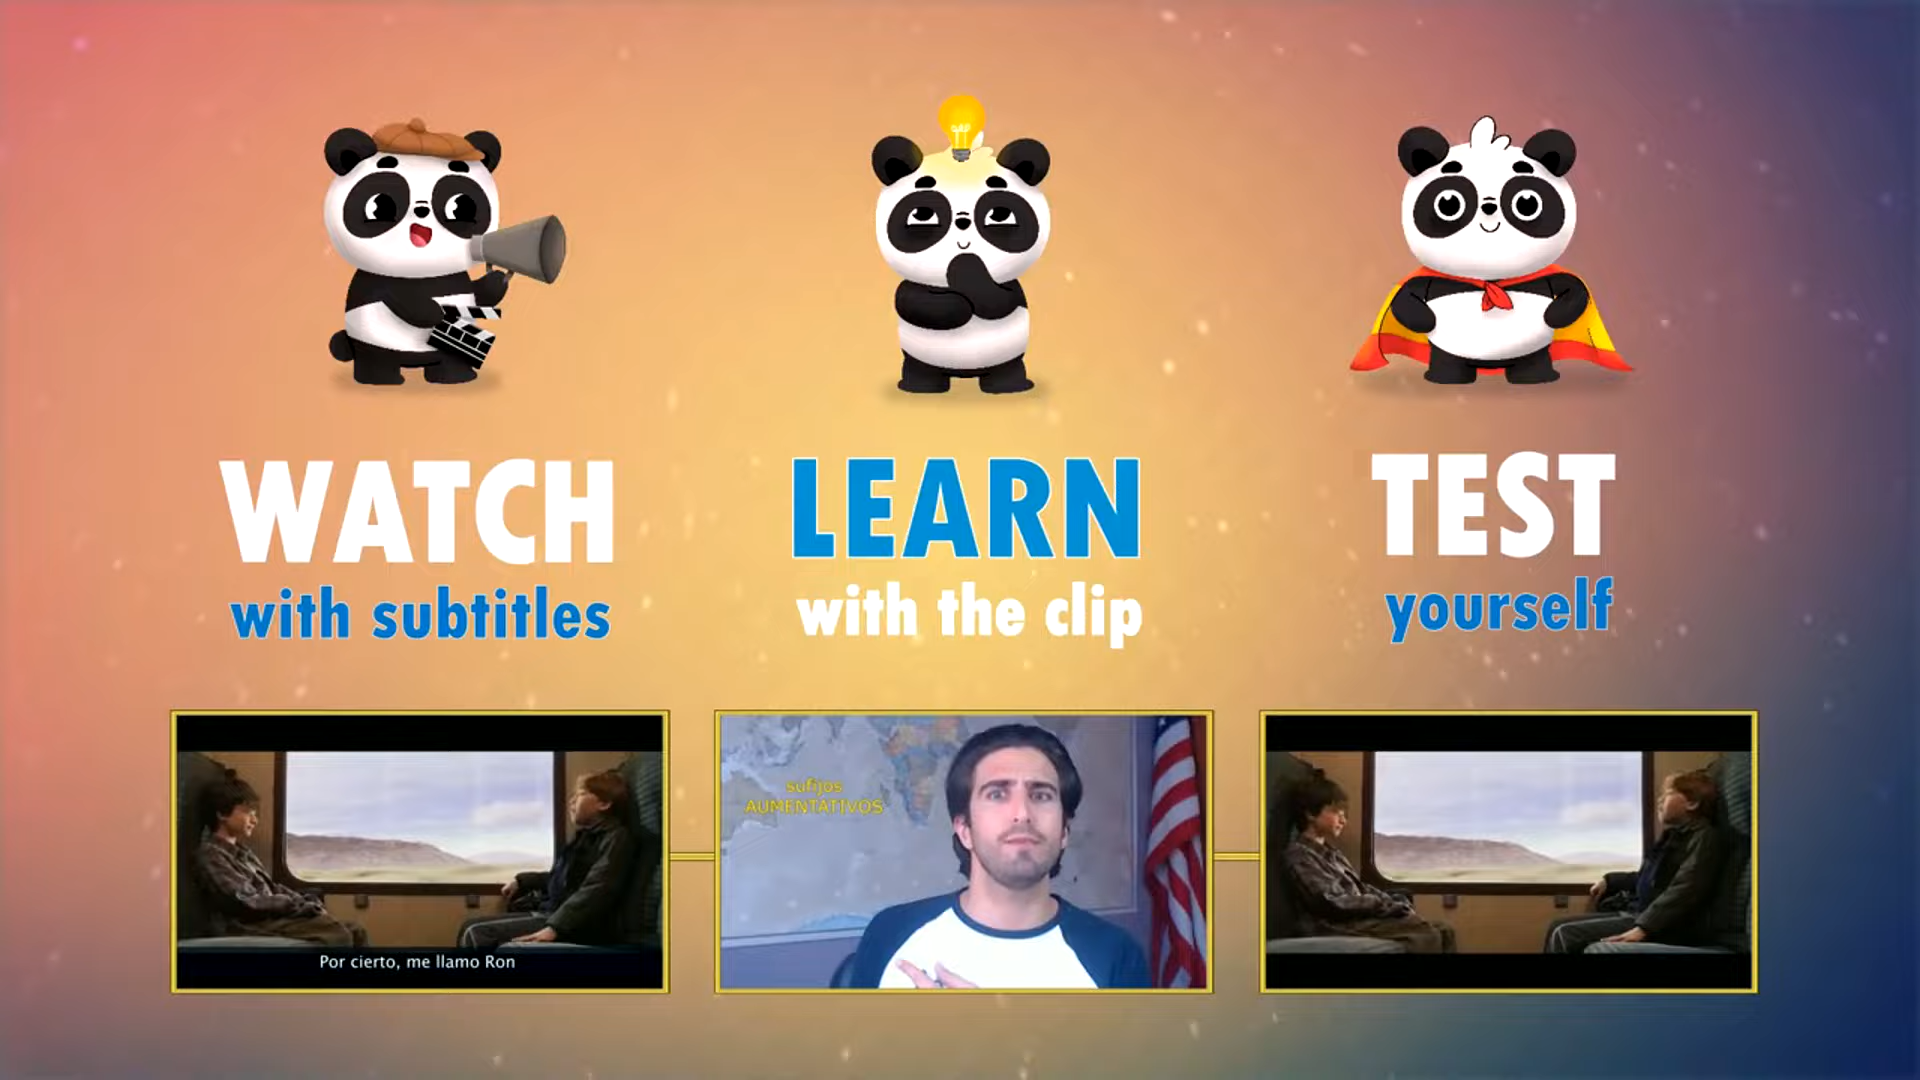 WATCH
with subtitles
LEARN
with the clip
TEST
yourself
Por cierto, me llamo Ron
sufijos
AUMENTATIVOS